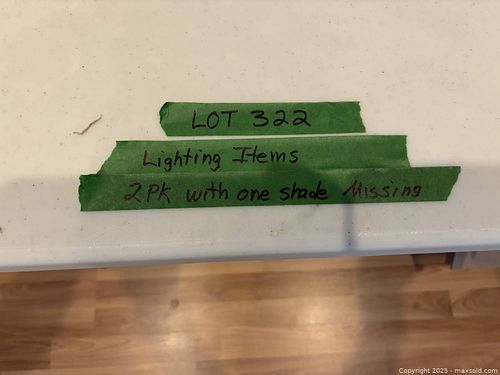 LOT 322
Lighting Items
2PK with one shade Missing
Copyright 2025 - maxsold.com